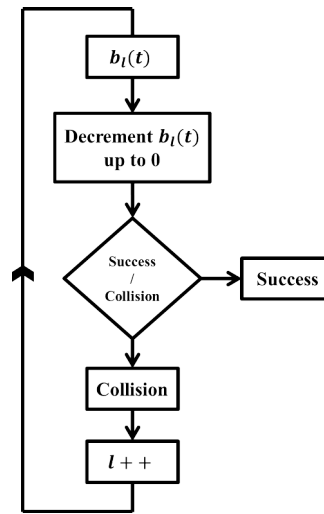 b_l(t)
Decrement b_l(t)
up to 0
Success
/
Collision
Success
Collision
l + +